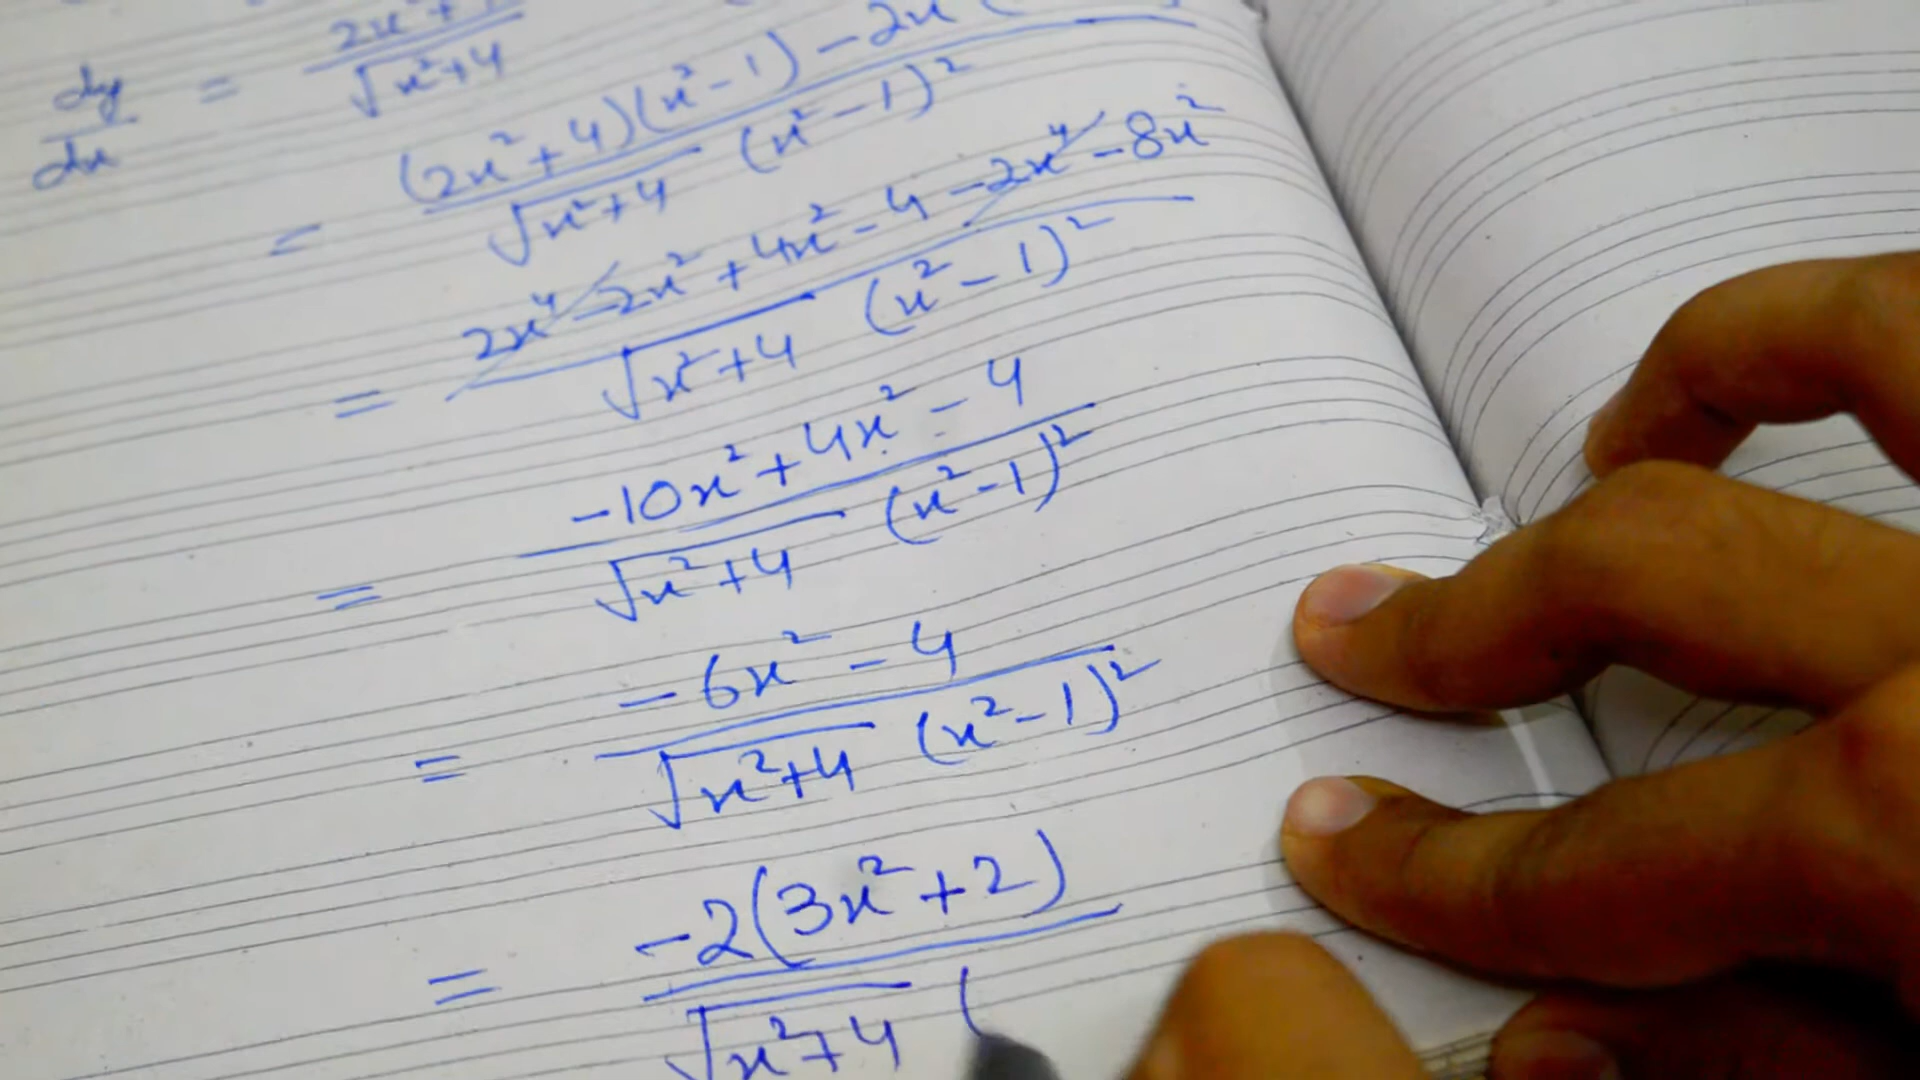 dy/dx = 2x²+ / √x²+4
= (2x²+4)(x²-1) -2x( / √x²+4 (x²-1)²
= 2x⁴-2x²+4x²-4-2x⁴-8x² / √x²+4 (x²-1)²
= -10x²+4x²-4 / √x²+4 (x²-1)²
= -6x²-4 / √x²+4 (x²-1)²
= -2(3x²+2) / √x²+4 (